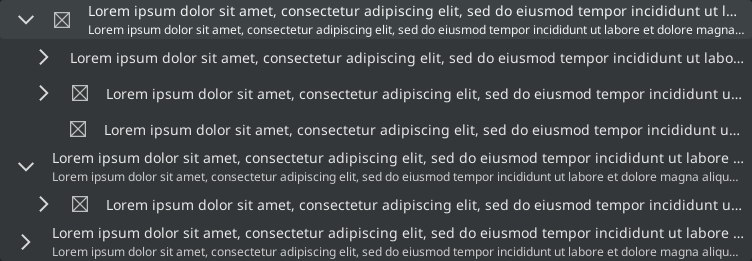 Lorem ipsum dolor sit amet, consectetur adipiscing elit, sed do eiusmod tempor incididunt ut l...
Lorem ipsum dolor sit amet, consectetur adipiscing elit, sed do eiusmod tempor incididunt ut labore et dolore magna...
Lorem ipsum dolor sit amet, consectetur adipiscing elit, sed do eiusmod tempor incididunt ut labo...
Lorem ipsum dolor sit amet, consectetur adipiscing elit, sed do eiusmod tempor incididunt u...
Lorem ipsum dolor sit amet, consectetur adipiscing elit, sed do eiusmod tempor incididunt u...
Lorem ipsum dolor sit amet, consectetur adipiscing elit, sed do eiusmod tempor incididunt ut labore ...
Lorem ipsum dolor sit amet, consectetur adipiscing elit, sed do eiusmod tempor incididunt ut labore et dolore magna aliqu...
Lorem ipsum dolor sit amet, consectetur adipiscing elit, sed do eiusmod tempor incididunt u...
Lorem ipsum dolor sit amet, consectetur adipiscing elit, sed do eiusmod tempor incididunt ut labore ...
Lorem ipsum dolor sit amet, consectetur adipiscing elit, sed do eiusmod tempor incididunt ut labore et dolore magna aliqu...